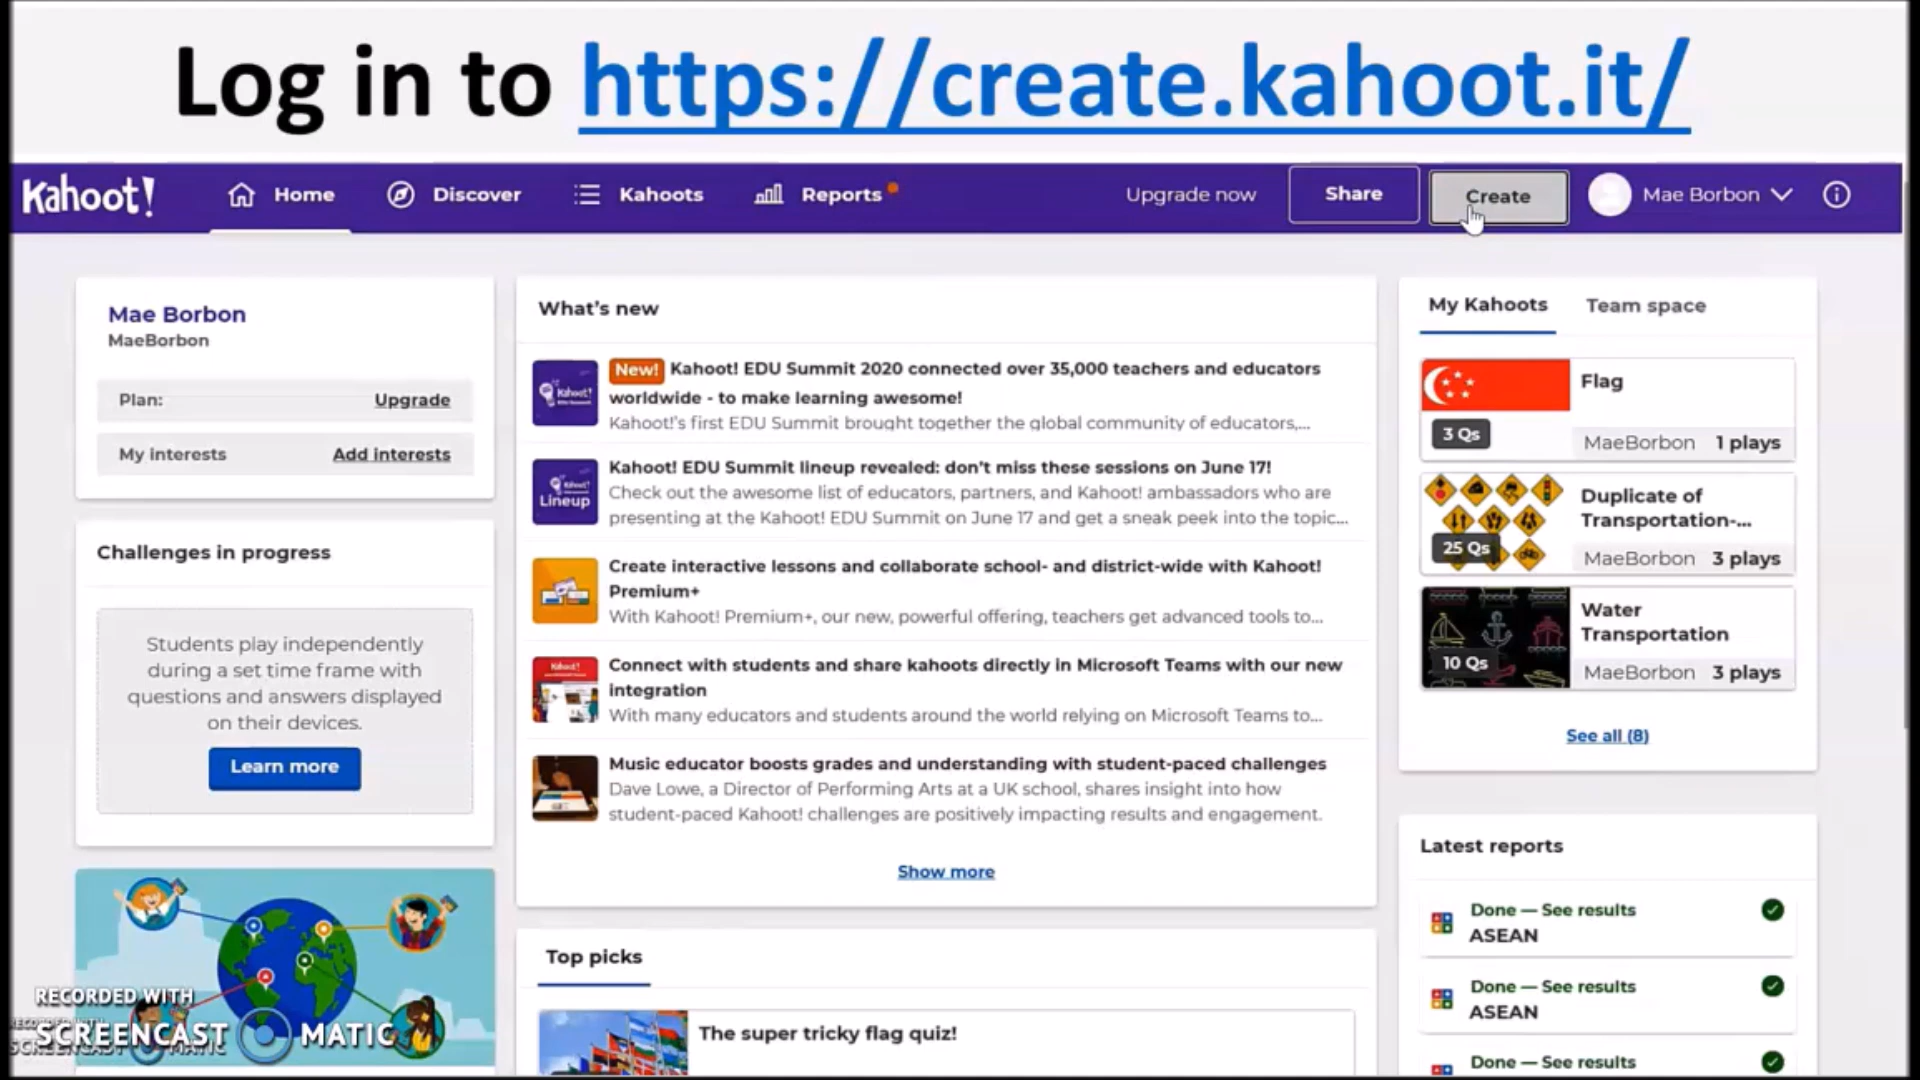 Log in to https://create.kahoot.it/
Kahoot! Home Discover Kahoots Reports Upgrade now Share Create Mae Borbon
Mae Borbon
MaeBorbon
Plan: Upgrade
My interests Add interests
Challenges in progress
Students play independently
during a set time frame with
questions and answers displayed
on their devices.
Learn more
RECORDED WITH
SCREENCAST MATIC
What's new
New! Kahoot! EDU Summit 2020 connected over 35,000 teachers and educators
worldwide - to make learning awesome!
Kahoot!'s first EDU Summit brought together the global community of educators,...
Kahoot! EDU Summit lineup revealed: don't miss these sessions on June 17!
Lineup
Check out the awesome list of educators, partners, and Kahoot! ambassadors who are
presenting at the Kahoot! EDU Summit on June 17 and get a sneak peek into the topic...
Create interactive lessons and collaborate school- and district-wide with Kahoot!
Premium+
With Kahoot! Premium+, our new, powerful offering, teachers get advanced tools to...
Connect with students and share kahoots directly in Microsoft Teams with our new
integration
With many educators and students around the world relying on Microsoft Teams to...
Music educator boosts grades and understanding with student-paced challenges
Dave Lowe, a Director of Performing Arts at a UK school, shares insight into how
student-paced Kahoot! challenges are positively impacting results and engagement.
Show more
Top picks
The super tricky flag quiz!
My Kahoots Team space
Flag
3 Qs
MaeBorbon 1 plays
Duplicate of
Transportation-...
25 Qs
MaeBorbon 3 plays
Water
Transportation
10 Qs
MaeBorbon 3 plays
See all (8)
Latest reports
Done — See results
ASEAN
Done — See results
ASEAN
Done — See results